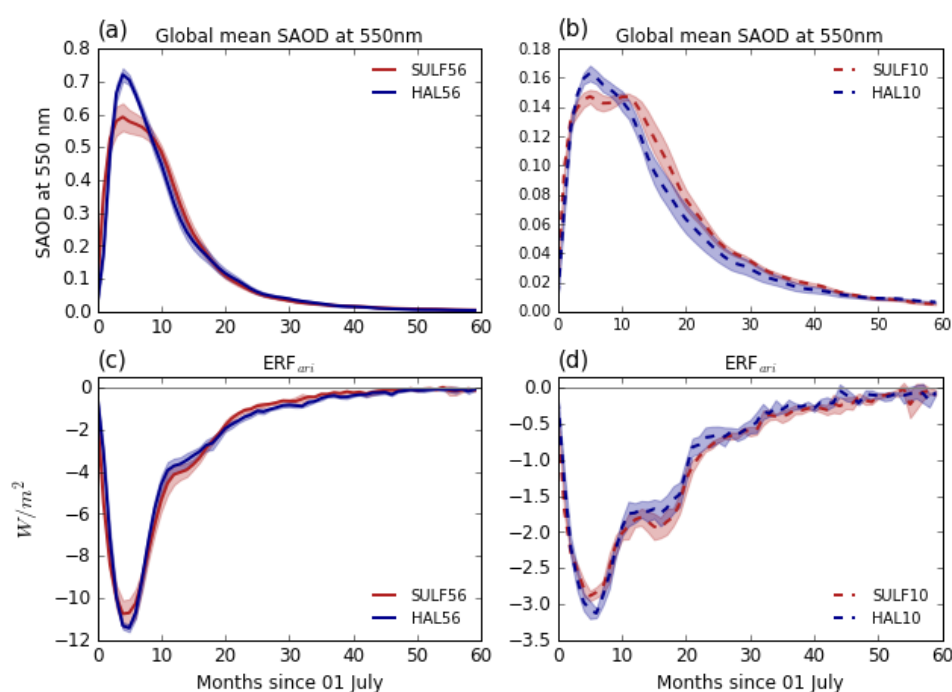 (a)
Global mean SAOD at 550nm
SAOD at 550 nm
0.8
0.7
0.6
0.5
0.4
0.3
0.2
0.1
0.0
SULF56
HAL56
0 10 20 30 40 50 60
(b)
Global mean SAOD at 550nm
0.18
0.16
0.14
0.12
0.10
0.08
0.06
0.04
0.02
0.00
SULF10
HAL10
0 10 20 30 40 50 60
(c)
ERF_{ari}
W/m^2
0
−2
−4
−6
−8
−10
−12
SULF56
HAL56
0 10 20 30 40 50 60
Months since 01 July
(d)
ERF_{ari}
0.0
−0.5
−1.0
−1.5
−2.0
−2.5
−3.0
−3.5
SULF10
HAL10
0 10 20 30 40 50 60
Months since 01 July